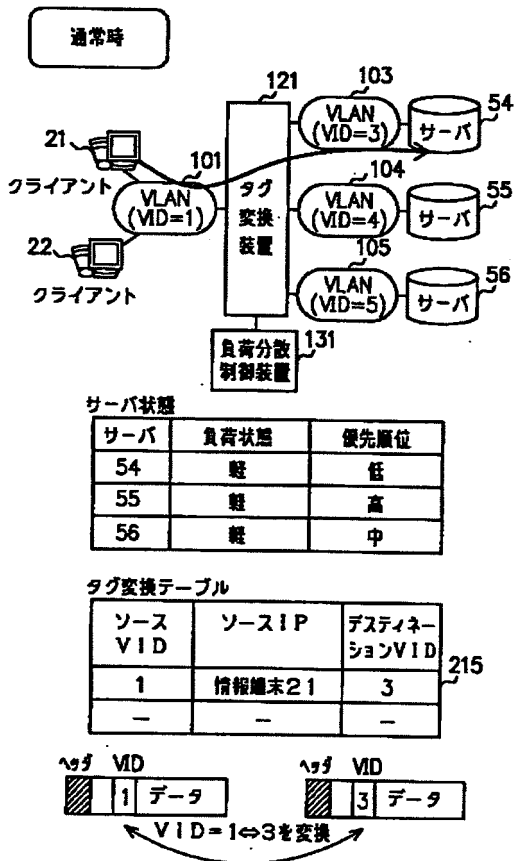 通常時
121
103
54
VLAN
(VID=3)
サーバ
21
クライアント
101
VLAN
(VID=1)
タグ
変換
装置
104
VLAN
(VID=4)
55
サーバ
22
クライアント
105
VLAN
(VID=5)
56
サーバ
負荷分散
制御装置
131
サーバ状態
サーバ 負荷状態 優先順位
54 軽 低
55 軽 高
56 軽 中
タグ変換テーブル
ソース
VID
ソースIP
デスティネー
ションVID
1 情報端末21 3
— — —
215
ヘッダ VID
1 データ
ヘッダ VID
3 データ
VID=1⇔3を変換